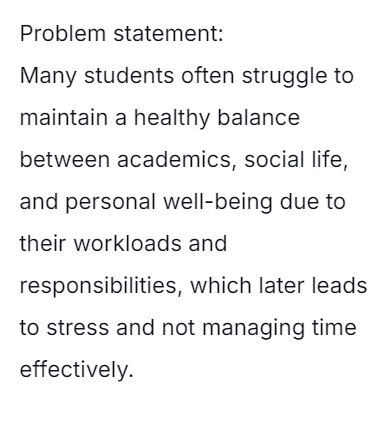 Problem statement:
Many students often struggle to
maintain a healthy balance
between academics, social life,
and personal well-being due to
their workloads and
responsibilities, which later leads
to stress and not managing time
effectively.